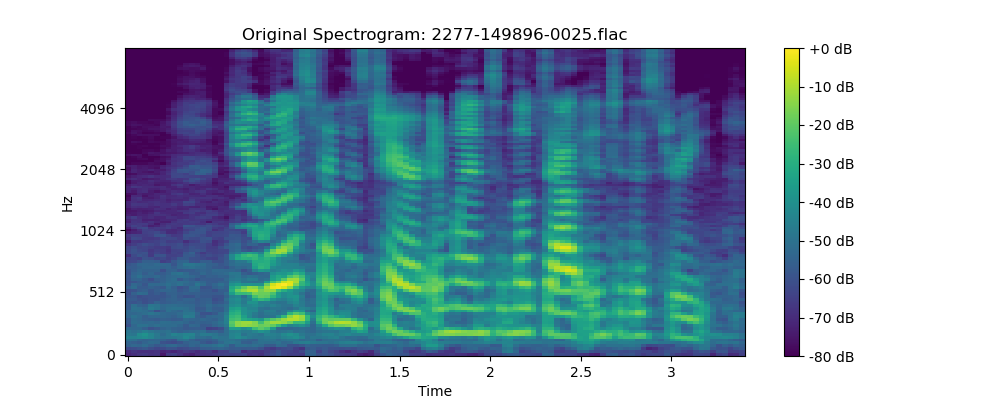 Original Spectrogram: 2277-149896-0025.flac
Hz
4096
2048
1024
512
0
0 0.5 1 1.5 2 2.5 3
Time
+0 dB
-10 dB
-20 dB
-30 dB
-40 dB
-50 dB
-60 dB
-70 dB
-80 dB